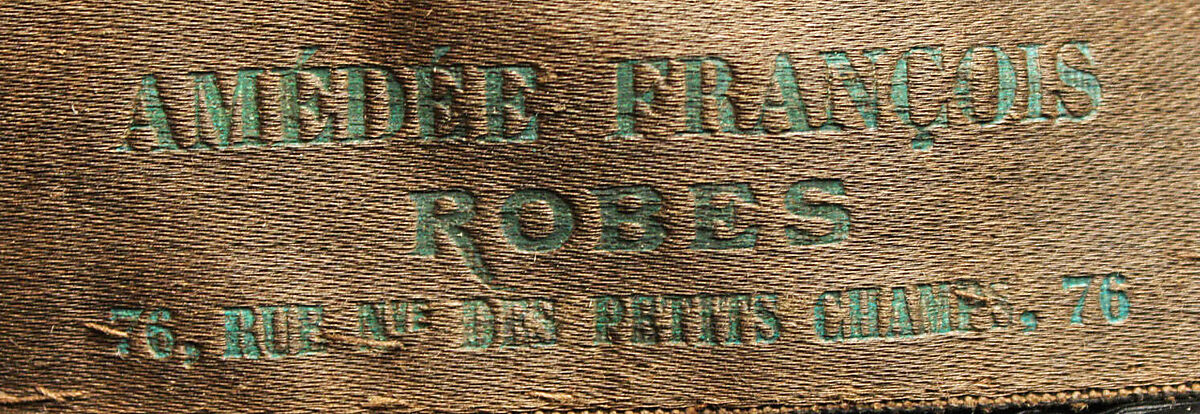 AMÉDÉE FRANÇOIS
ROBES
76, RUE NVE DES PETITS CHAMPS, 76